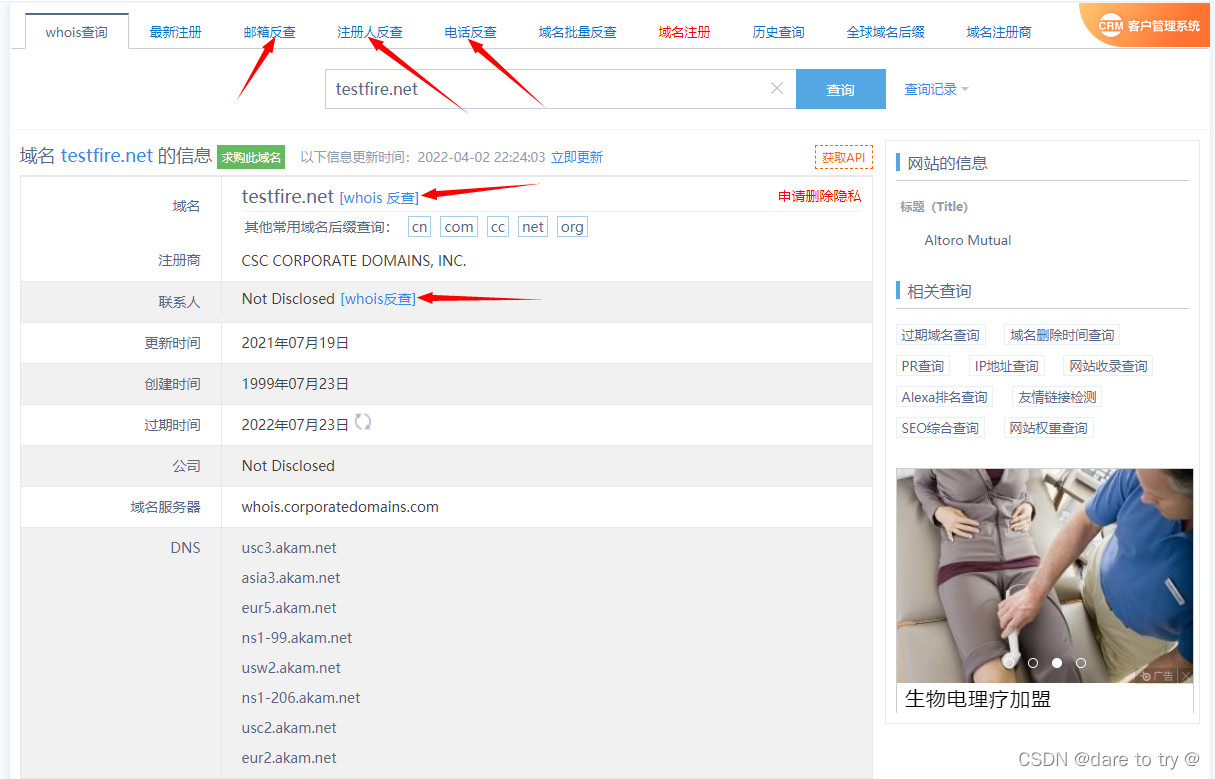 whois查询 最新注册 邮箱反查 注册人反查 电话反查 域名批量反查 域名注册 历史查询 全球域名后缀 域名注册商
CRM 客户管理系统
testfire.net 查询 查询记录
域名 testfire.net 的信息 求购此域名 以下信息更新时间：2022-04-02 22:24:03 立即更新 获取API
域名 testfire.net [whois 反查] 申请删除隐私
其他常用域名后缀查询： cn com cc net org
注册商 CSC CORPORATE DOMAINS, INC.
联系人 Not Disclosed [whois反查]
更新时间 2021年07月19日
创建时间 1999年07月23日
过期时间 2022年07月23日
公司 Not Disclosed
域名服务器 whois.corporatedomains.com
DNS usc3.akam.net
asia3.akam.net
eur5.akam.net
ns1-99.akam.net
usw2.akam.net
ns1-206.akam.net
usc2.akam.net
eur2.akam.net
网站的信息
标题（Title）
Altoro Mutual
相关查询
过期域名查询 域名删除时间查询
PR查询 IP地址查询 网站收录查询
Alexa排名查询 友情链接检测
SEO综合查询 网站权重查询
广告
生物电理疗加盟
CSDN @dare to try @